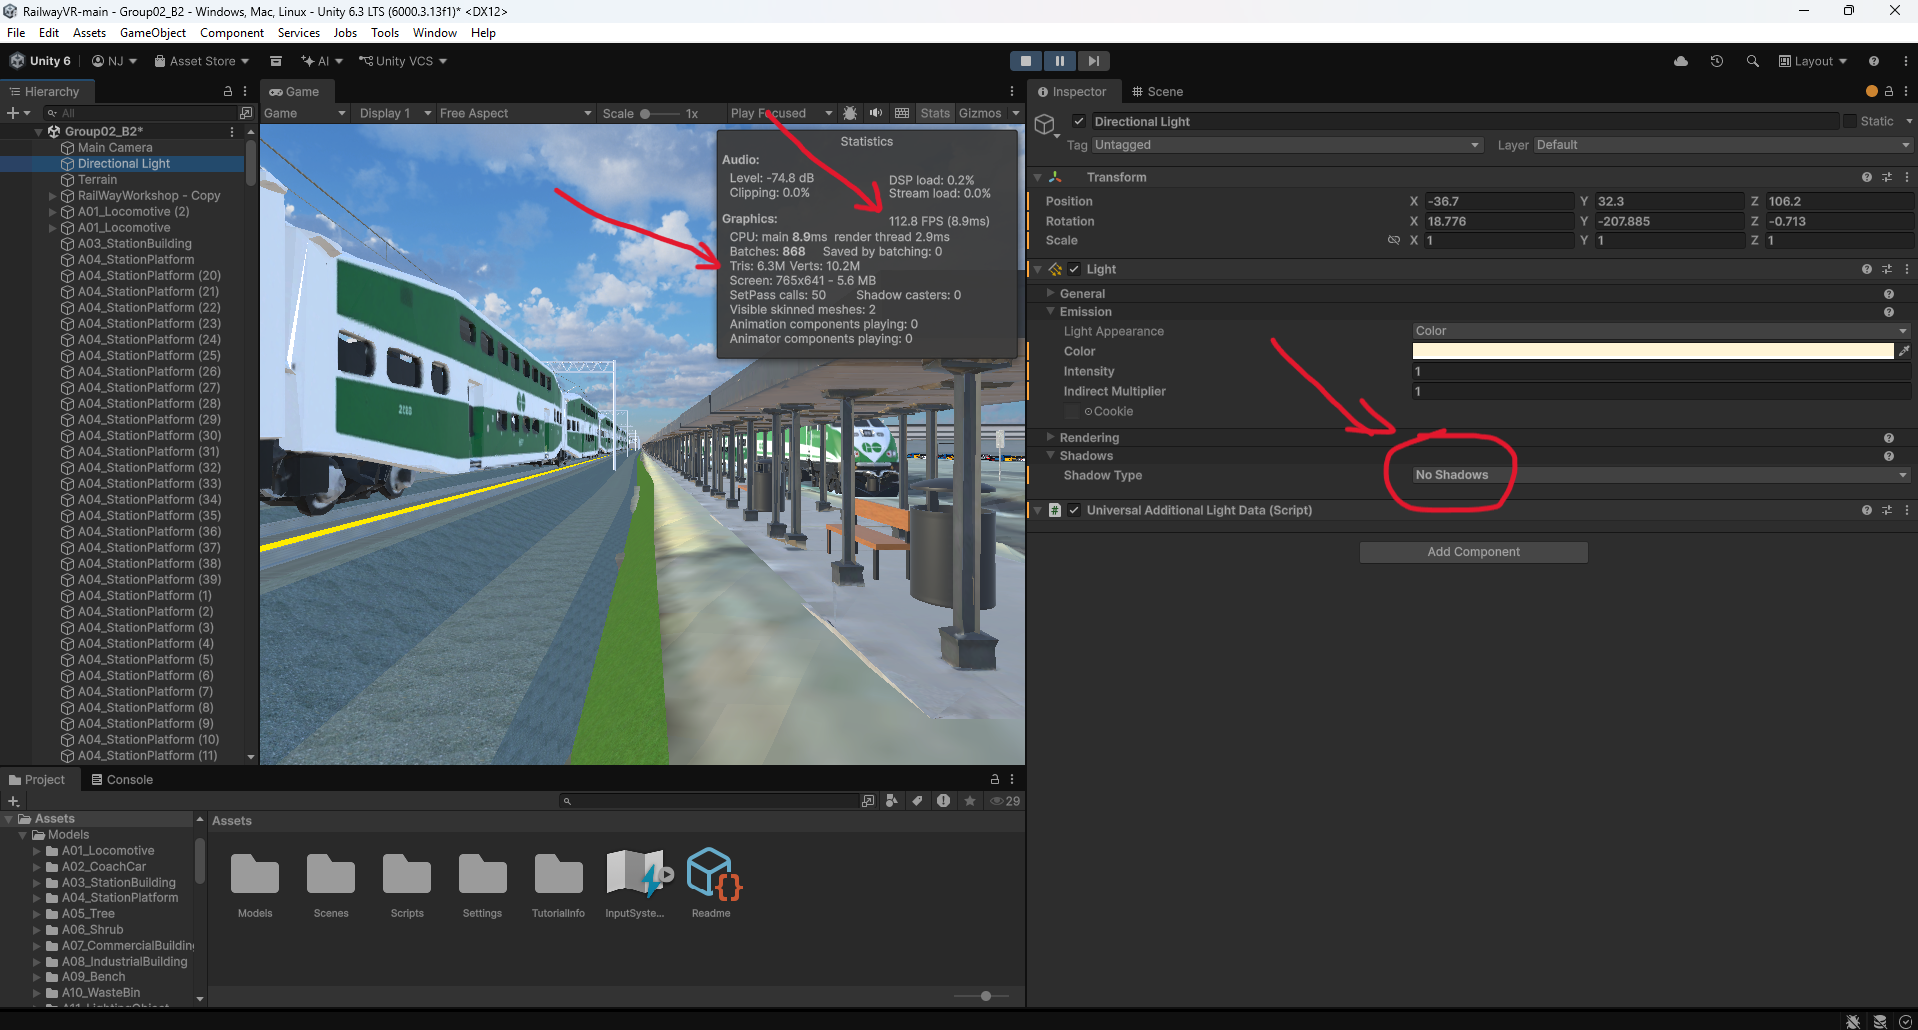 RailwayVR-main - Group02_B2 - Windows, Mac, Linux - Unity 6.3 LTS (6000.3.13f1)* <DX12>
File Edit Assets GameObject Component Services Jobs Tools Window Help
Unity 6 NJ Asset Store AI Unity VCS Layout
Hierarchy
All
Group02_B2*
Main Camera
Directional Light
Terrain
RailWayWorkshop - Copy
A01_Locomotive (2)
A01_Locomotive
A03_StationBuilding
A04_StationPlatform
A04_StationPlatform (20)
A04_StationPlatform (21)
A04_StationPlatform (22)
A04_StationPlatform (23)
A04_StationPlatform (24)
A04_StationPlatform (25)
A04_StationPlatform (26)
A04_StationPlatform (27)
A04_StationPlatform (28)
A04_StationPlatform (29)
A04_StationPlatform (30)
A04_StationPlatform (31)
A04_StationPlatform (32)
A04_StationPlatform (33)
A04_StationPlatform (34)
A04_StationPlatform (35)
A04_StationPlatform (36)
A04_StationPlatform (37)
A04_StationPlatform (38)
A04_StationPlatform (39)
A04_StationPlatform (1)
A04_StationPlatform (2)
A04_StationPlatform (3)
A04_StationPlatform (4)
A04_StationPlatform (5)
A04_StationPlatform (6)
A04_StationPlatform (7)
A04_StationPlatform (8)
A04_StationPlatform (9)
A04_StationPlatform (10)
A04_StationPlatform (11)
Game
Game Display 1 Free Aspect Scale 1x Play Focused Stats Gizmos
Statistics
Audio:
Level: -74.8 dB DSP load: 0.2%
Clipping: 0.0% Stream load: 0.0%
Graphics: 112.8 FPS (8.9ms)
CPU: main 8.9ms render thread 2.9ms
Batches: 868 Saved by batching: 0
Tris: 6.3M Verts: 10.2M
Screen: 765x641 - 5.6 MB
SetPass calls: 50 Shadow casters: 0
Visible skinned meshes: 2
Animation components playing: 0
Animator components playing: 0
Inspector Scene
Directional Light Static
Tag Untagged Layer Default
Transform
Position X -36.7 Y 32.3 Z 106.2
Rotation X 18.776 Y -207.885 Z -0.713
Scale X 1 Y 1 Z 1
Light
General
Emission
Light Appearance Color
Color
Intensity 1
Indirect Multiplier 1
Cookie
Rendering
Shadows
Shadow Type No Shadows
# Universal Additional Light Data (Script)
Add Component
Project Console
29
Assets
Models
A01_Locomotive
A02_CoachCar
A03_StationBuilding
A04_StationPlatform
A05_Tree
A06_Shrub
A07_CommercialBuildin
A08_IndustrialBuilding
A09_Bench
A10_WasteBin
Assets
Models Scenes Scripts Settings TutorialInfo InputSyste... Readme